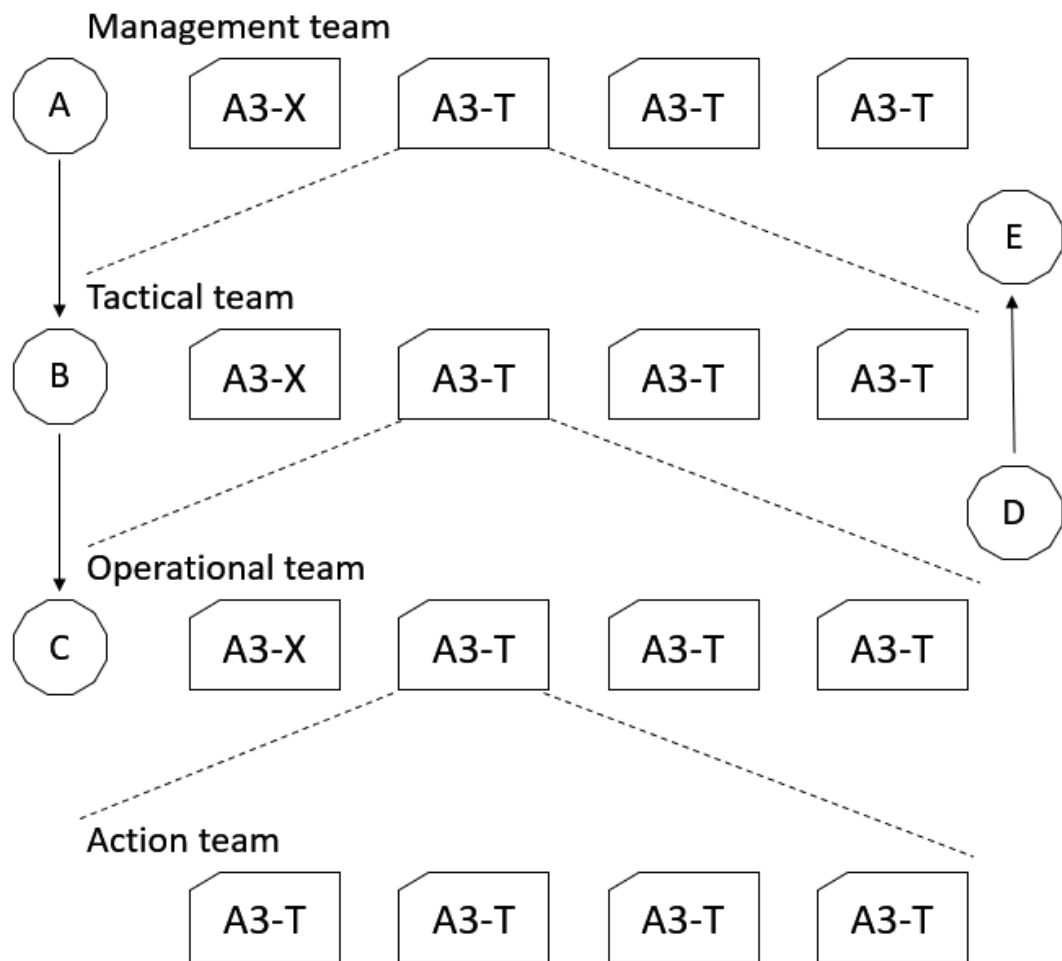 Management team
A
A3-X
A3-T
A3-T
A3-T
E
Tactical team
B
A3-X
A3-T
A3-T
A3-T
D
Operational team
C
A3-X
A3-T
A3-T
A3-T
Action team
A3-T
A3-T
A3-T
A3-T